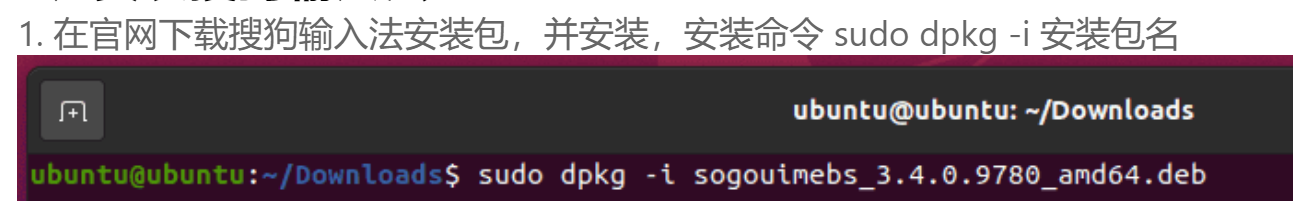 1. 在官网下载搜狗输入法安装包，并安装，安装命令 sudo dpkg -i 安装包名
ubuntu@ubuntu: ~/Downloads
ubuntu@ubuntu:~/Downloads$ sudo dpkg -i sogouimebs_3.4.0.9780_amd64.deb